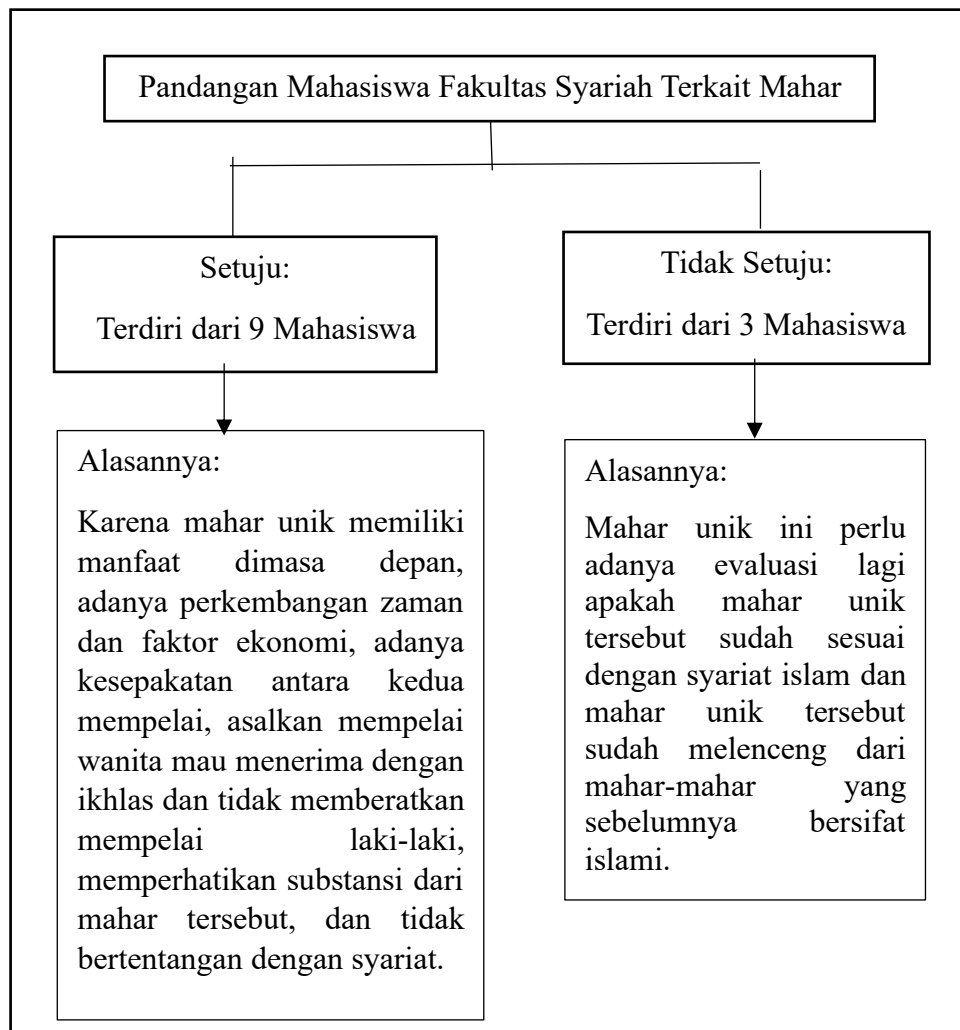 Pandangan Mahasiswa Fakultas Syariah Terkait Mahar
Setuju:
Terdiri dari 9 Mahasiswa
Tidak Setuju:
Terdiri dari 3 Mahasiswa
Alasannya:
Karena mahar unik memiliki
manfaat dimasa depan,
adanya perkembangan zaman
dan faktor ekonomi, adanya
kesepakatan antara kedua
mempelai, asalkan mempelai
wanita mau menerima dengan
ikhlas dan tidak memberatkan
mempelai laki-laki,
memperhatikan substansi dari
mahar tersebut, dan tidak
bertentangan dengan syariat.
Alasannya:
Mahar unik ini perlu
adanya evaluasi lagi
apakah mahar unik
tersebut sudah sesuai
dengan syariat islam dan
mahar unik tersebut
sudah melenceng dari
mahar-mahar yang
sebelumnya bersifat
islami.